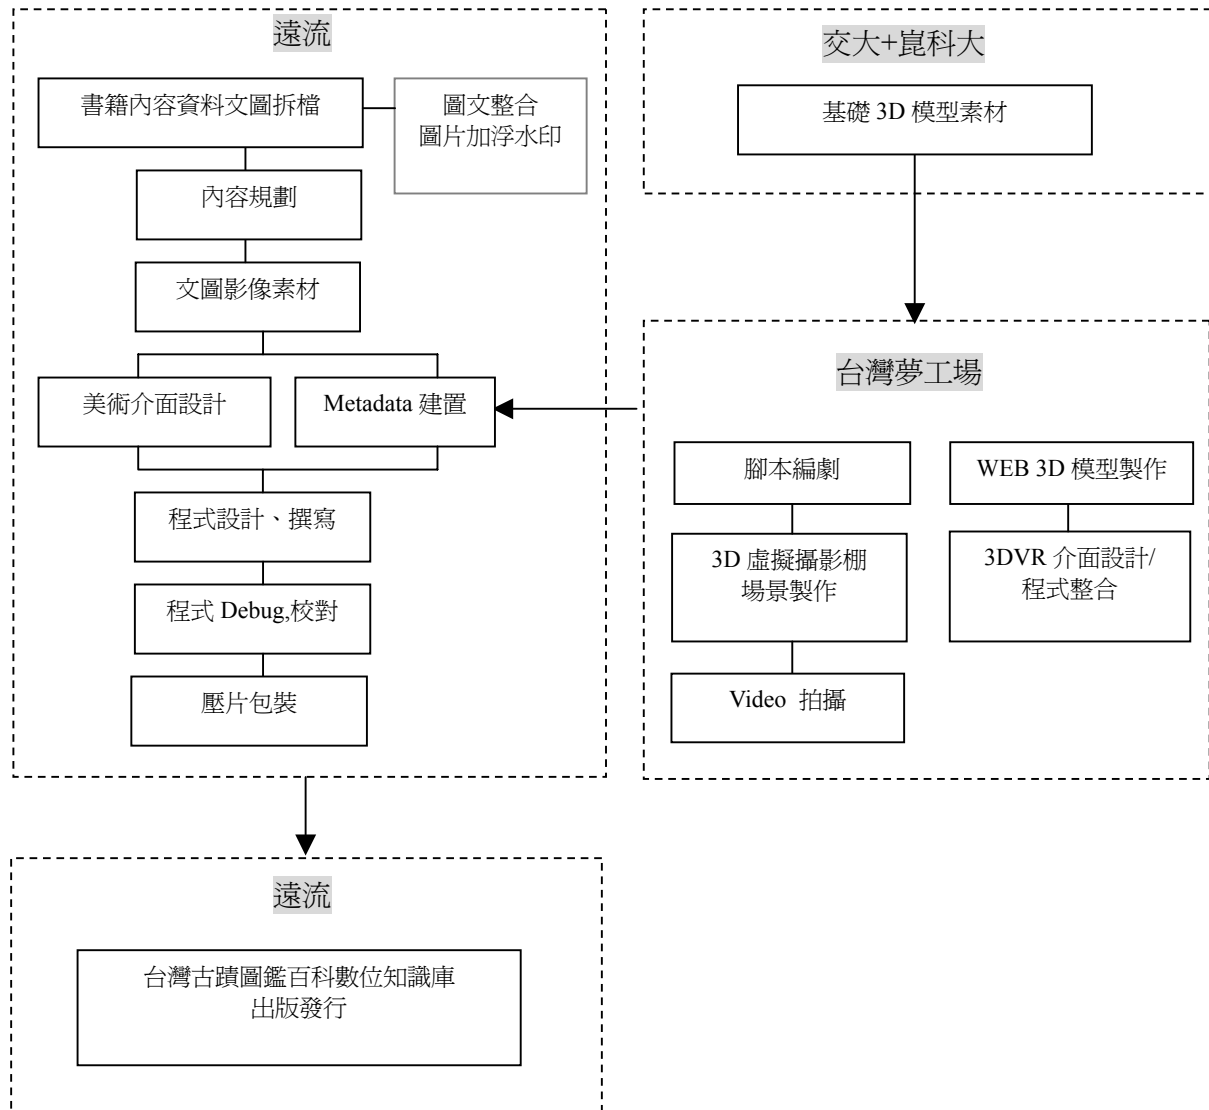 遠流
書籍內容資料文圖拆檔
圖文整合
圖片加浮水印
內容規劃
文圖影像素材
美術介面設計
Metadata 建置
程式設計、撰寫
程式 Debug,校對
壓片包裝
交大+崑科大
基礎 3D 模型素材
台灣夢工場
腳本編劇
3D 虛擬攝影棚
場景製作
Video 拍攝
WEB 3D 模型製作
3DVR 介面設計/
程式整合
遠流
台灣古蹟圖鑑百科數位知識庫
出版發行